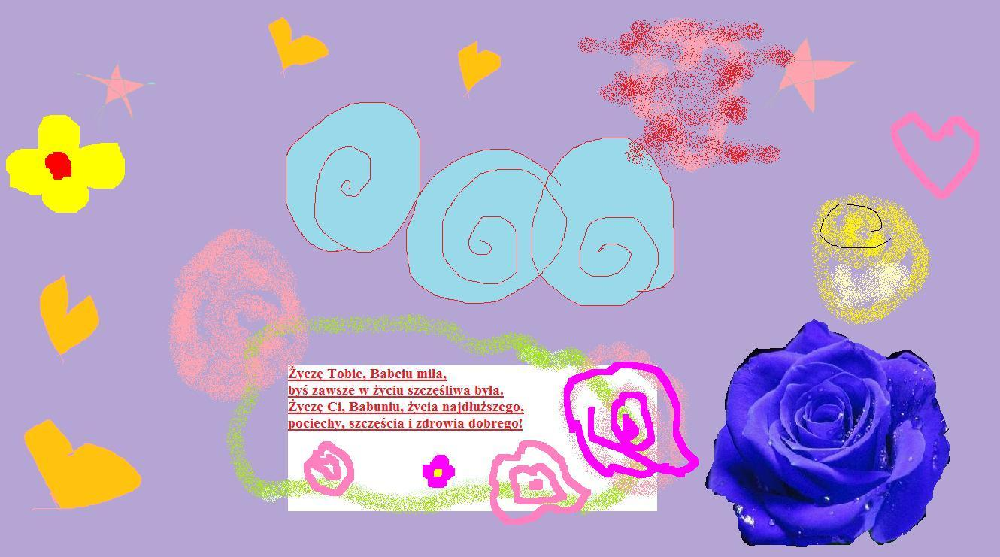 Życzę Tobie, Babciu miła,
byś zawsze w życiu szczęśliwa była.
Życzę Ci, Babuniu, życia najdłuższego,
pociechy, szczęścia i zdrowia dobrego!